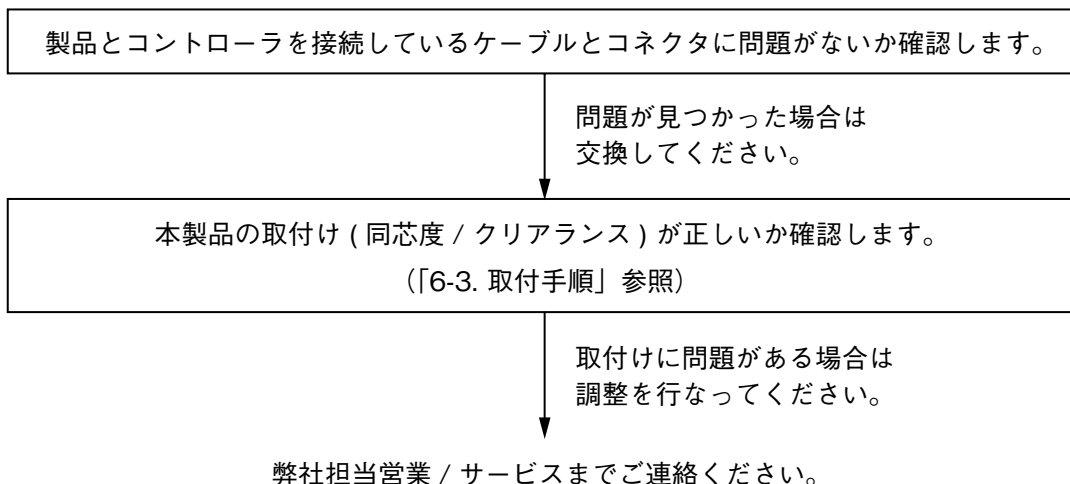 製品とコントローラを接続しているケーブルとコネクタに問題がないか確認します。
問題が見つかった場合は
交換してください。
本製品の取付け ( 同芯度 / クリアランス ) が正しいか確認します。
(「6-3. 取付手順」参照)
取付けに問題がある場合は
調整を行なってください。
弊社担当営業 / サービスまでご連絡ください。